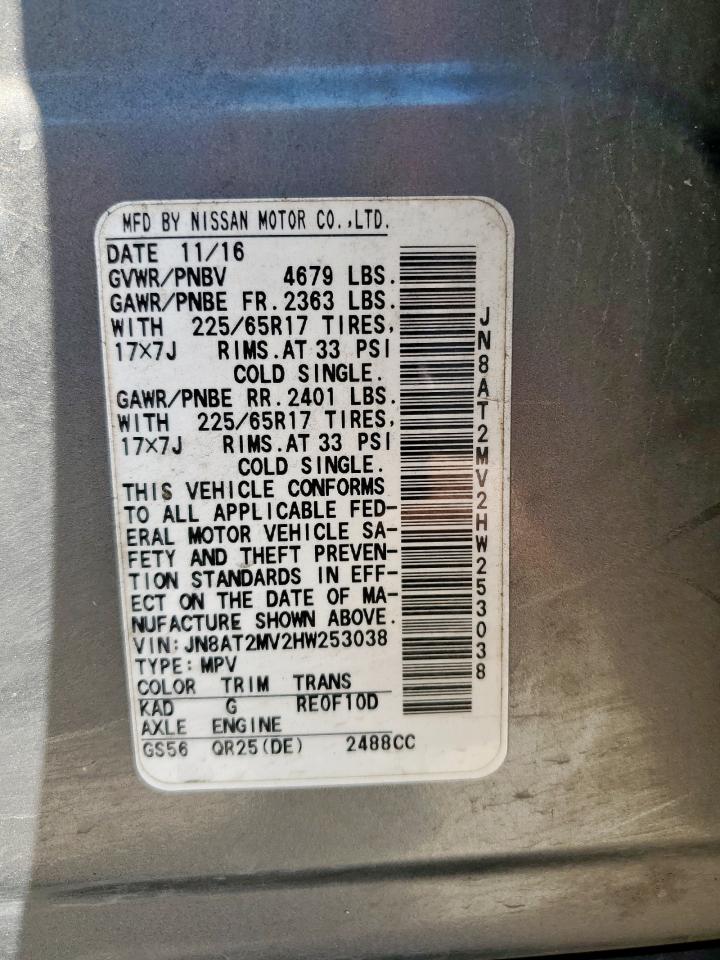 MFD BY NISSAN MOTOR CO.,LTD.
DATE 11/16
GVWR/PNBV 4679 LBS.
GAWR/PNBE FR.2363 LBS.
WITH 225/65R17 TIRES,
17×7J RIMS.AT 33 PSI
COLD SINGLE.
GAWR/PNBE RR.2401 LBS.
WITH 225/65R17 TIRES,
17×7J RIMS.AT 33 PSI
COLD SINGLE.
THIS VEHICLE CONFORMS
TO ALL APPLICABLE FED-
ERAL MOTOR VEHICLE SA-
FETY AND THEFT PREVEN-
TION STANDARDS IN EFF-
ECT ON THE DATE OF MA-
NUFACTURE SHOWN ABOVE.
VIN:JN8AT2MV2HW253038
TYPE:MPV
COLOR TRIM TRANS
KAD G RE0F10D
AXLE ENGINE
GS56 QR25(DE) 2488CC
JN8AT2MV2HW253038